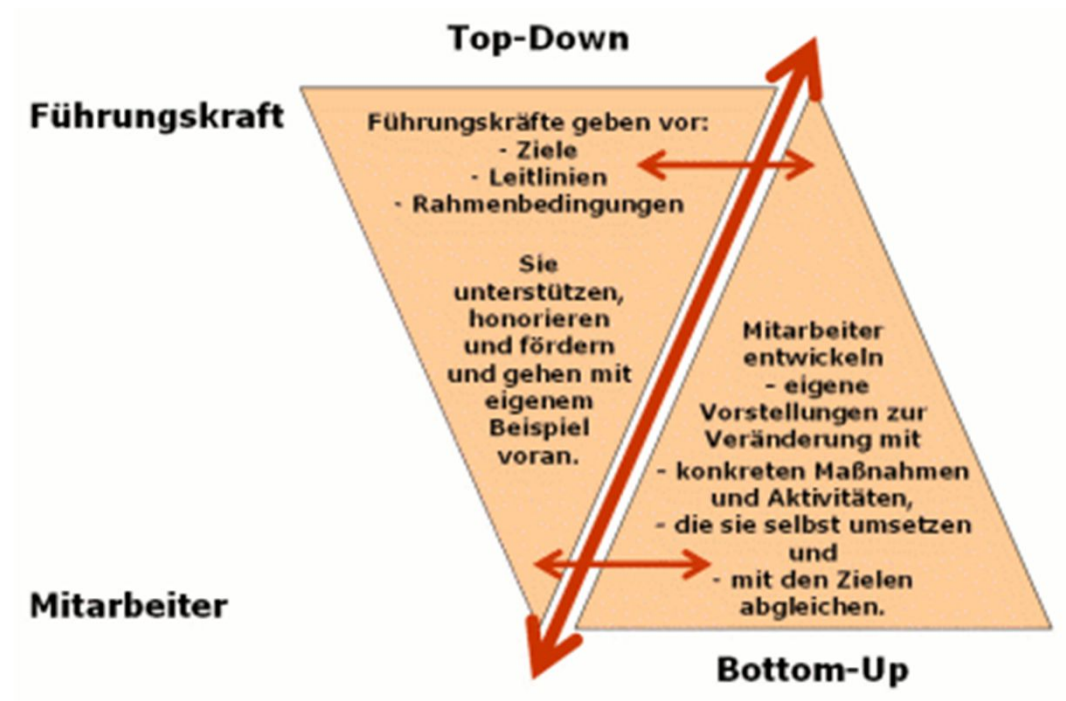 Top-Down
Führungskraft
Führungskräfte geben vor:
- Ziele
- Leitlinien
- Rahmenbedingungen
Sie
unterstützen,
honorieren
und fördern
und gehen mit
eigenem
Beispiel
voran.
Mitarbeiter
entwickeln
- eigene
Vorstellungen zur
Veränderung mit
- konkreten Maßnahmen
und Aktivitäten,
- die sie selbst umsetzen
und
- mit den Zielen
abgleichen.
Mitarbeiter
Bottom-Up